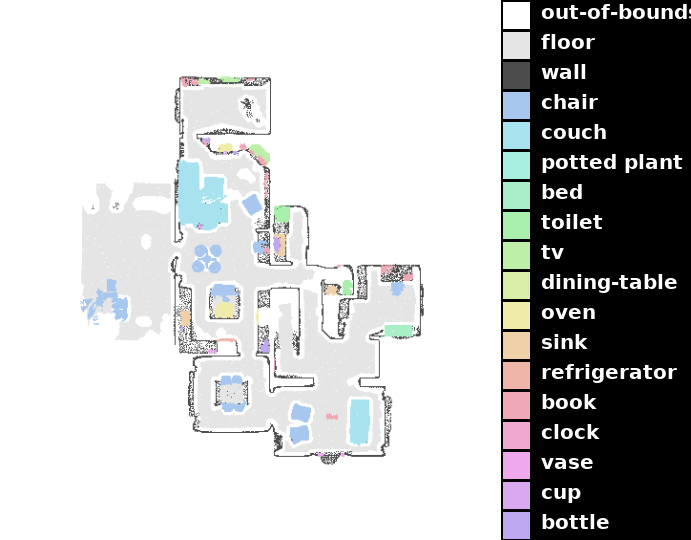 out-of-bounds
floor
wall
chair
couch
potted plant
bed
toilet
tv
dining-table
oven
sink
refrigerator
book
clock
vase
cup
bottle